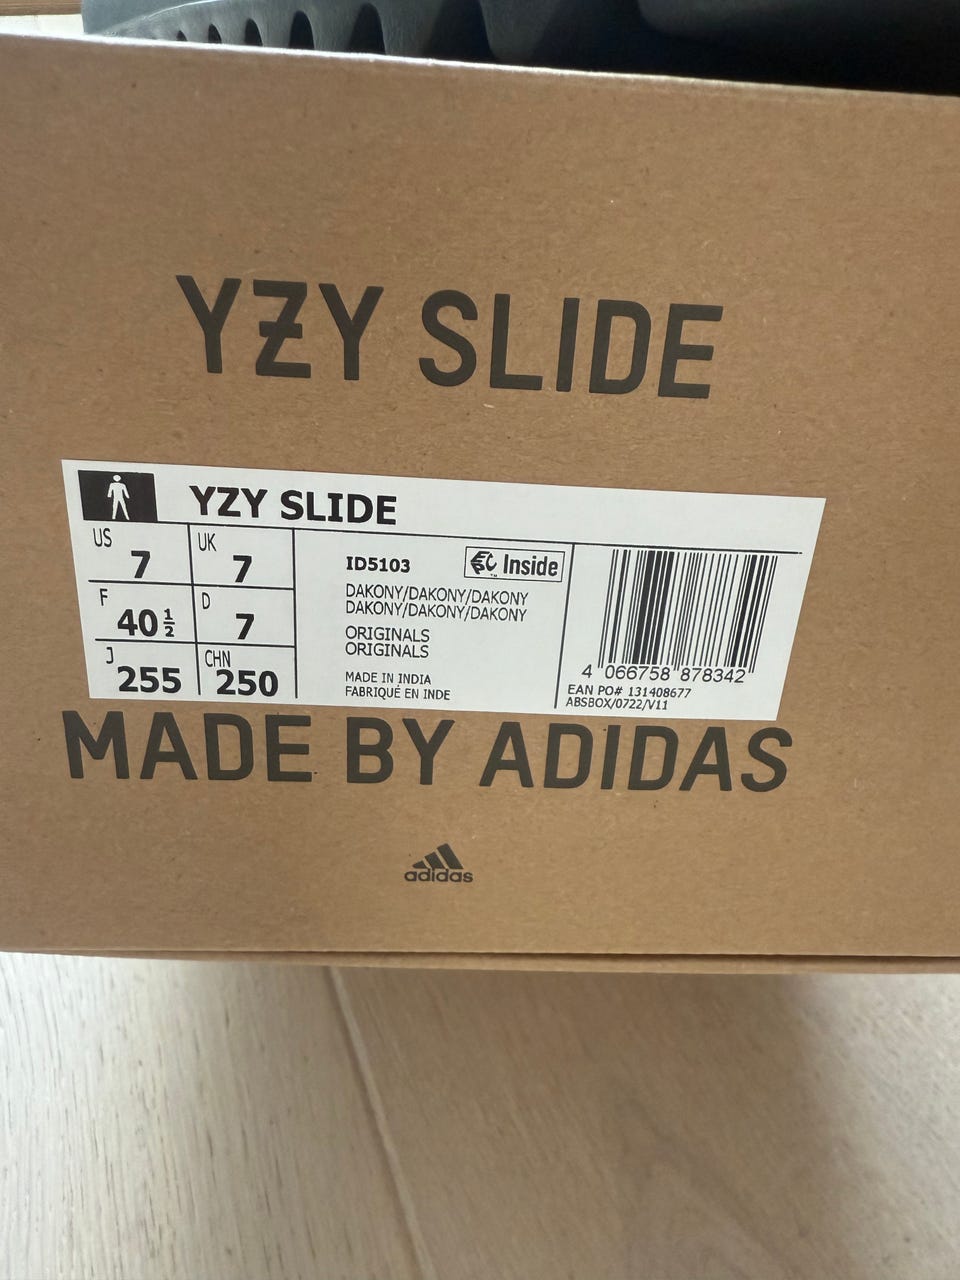 YZY SLIDE
YZY SLIDE
US 7 UK 7
F 40 1/2 D 7
J 255 CHN 250
ID5103 Inside™
DAKONY/DAKONY/DAKONY
DAKONY/DAKONY/DAKONY
ORIGINALS
ORIGINALS
MADE IN INDIA
FABRIQUÉ EN INDE
4 066758 878342
EAN PO# 131408677
ABSBOX/0722/V11
MADE BY ADIDAS
adidas